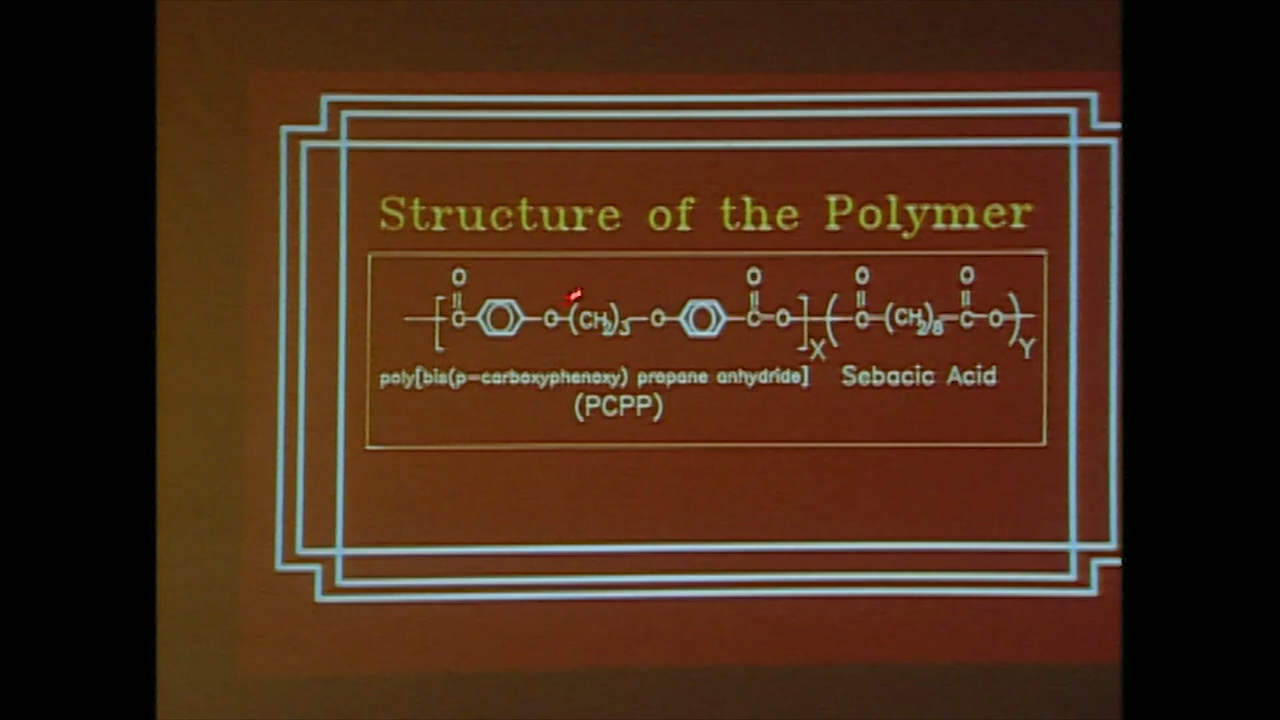 Structure of the Polymer
O O O O
[C O (CH2)3 O C O]X (C (CH2)8 C O)Y
poly[bis(p-carboxyphenoxy) propane anhydride] Sebacic Acid
(PCPP)